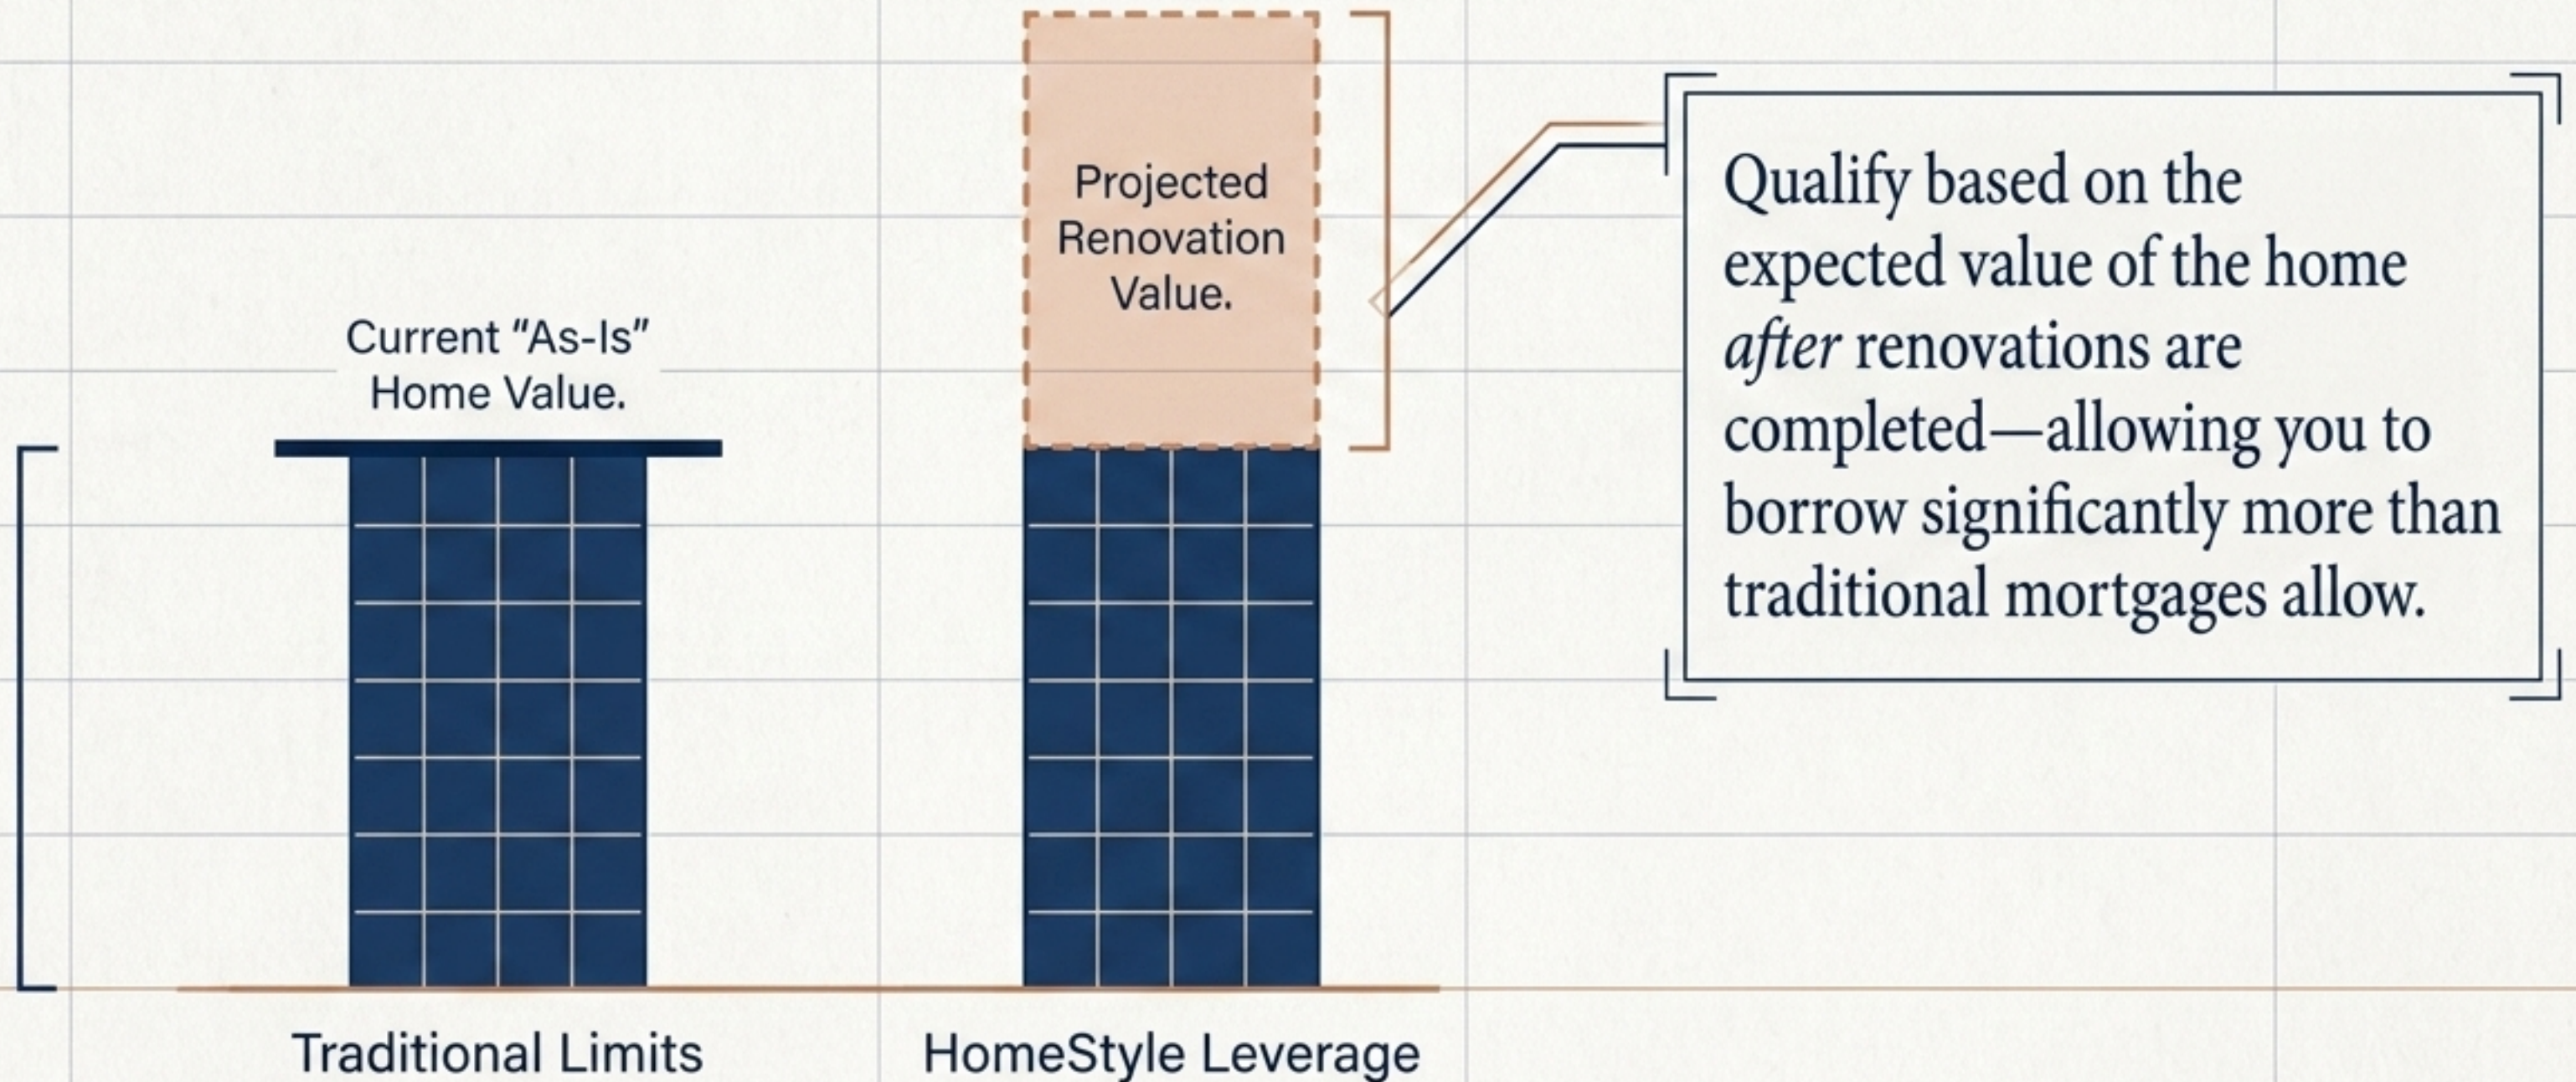 Current “As-Is”
Home Value.
Projected
Renovation
Value.
Qualify based on the
expected value of the home
after renovations are
completed—allowing you to
borrow significantly more than
traditional mortgages allow.
Traditional Limits
HomeStyle Leverage